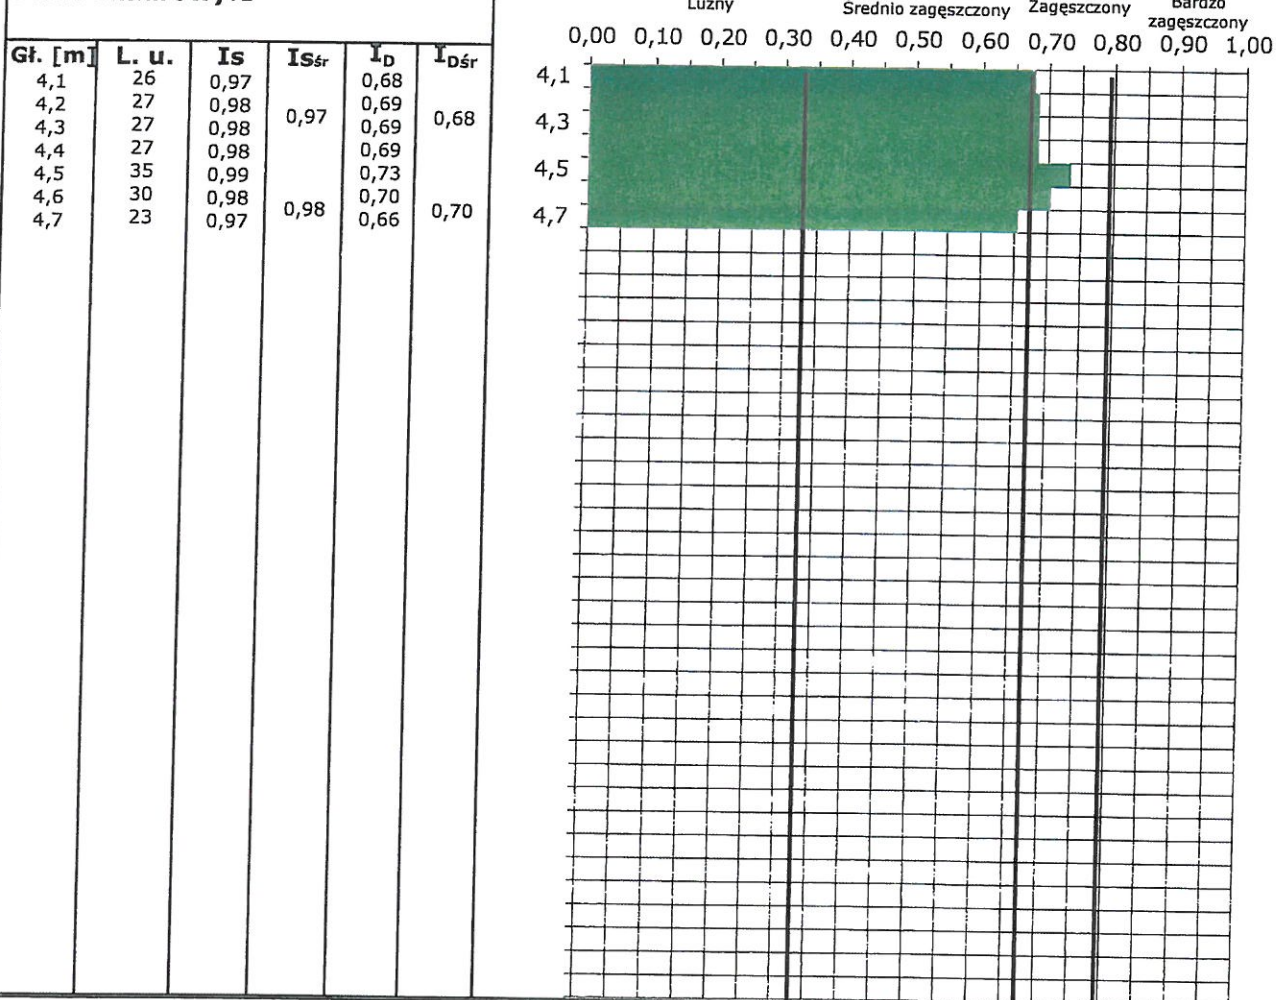 Luźny Średnio zagęszczony Zagęszczony Bardzo zagęszczony
0,00 0,10 0,20 0,30 0,40 0,50 0,60 0,70 0,80 0,90 1,00
Gł. [m] L. u. Is Isśr ID IDśr
4,1 26 0,97 0,68
4,2 27 0,98 0,69
0,97 0,68
4,3 27 0,98 0,69
4,4 27 0,98 0,69
4,5 35 0,99 0,73
4,6 30 0,98 0,70
0,98 0,70
4,7 23 0,97 0,66
4,1
4,3
4,5
4,7